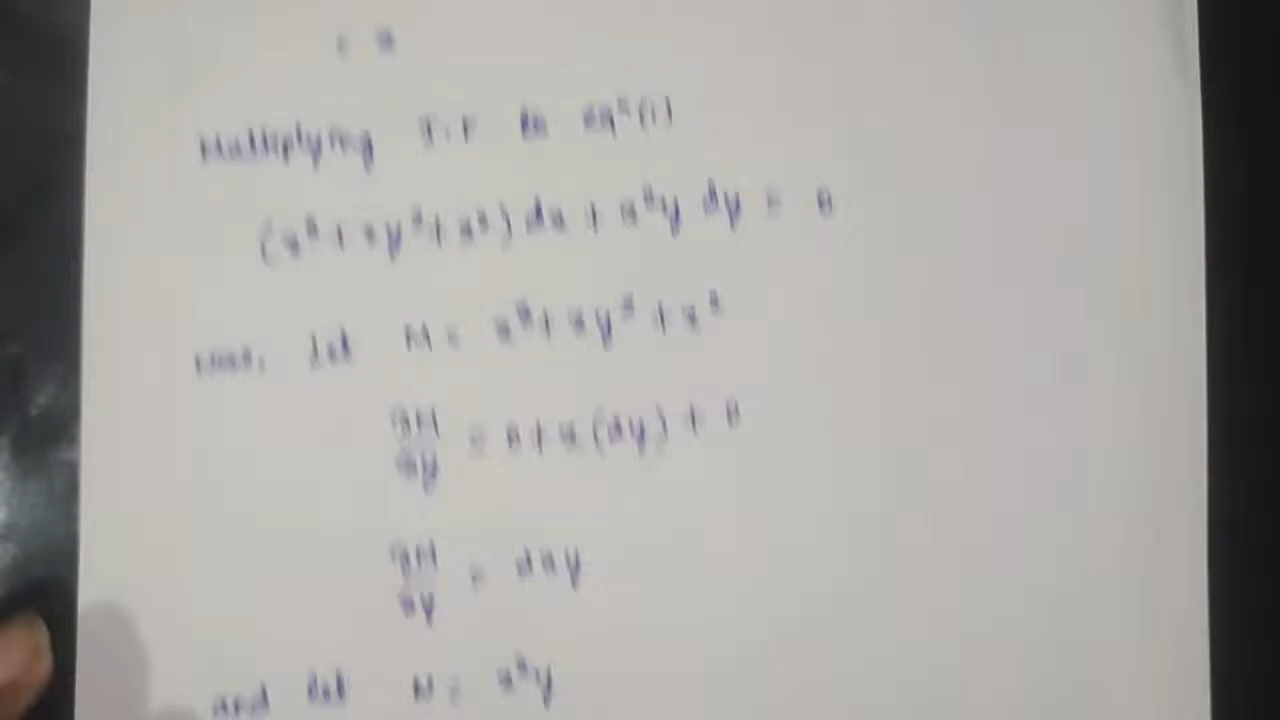 = x
Multiplying I.F to eqⁿ(1)
(x³ + xy² + x²) dx + x²y dy = 0
Now, Let M = x³ + xy² + x²
∂M/∂y = 0 + x(2y) + 0
∂M/∂y = 2xy
and Let N = x²y